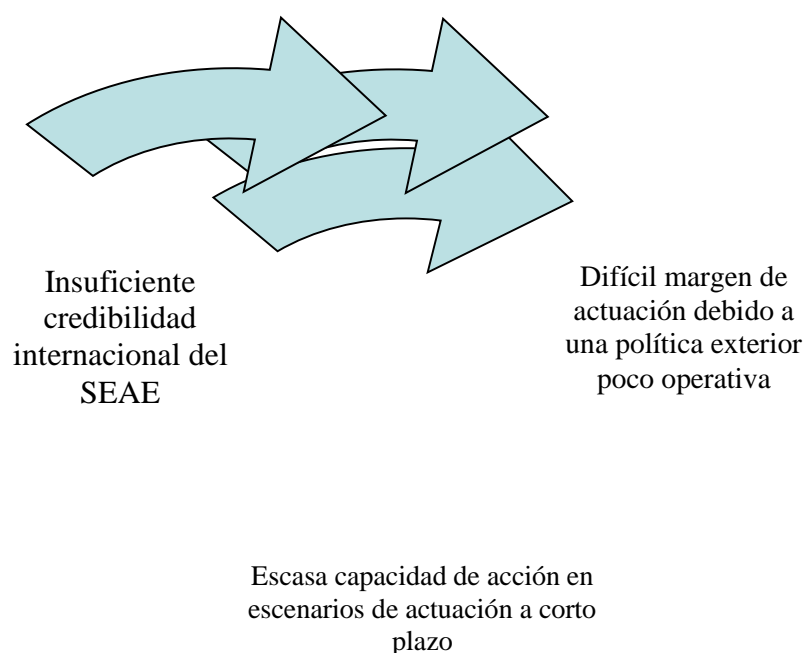 Insuficiente
credibilidad
internacional del
SEAE
Difícil margen de
actuación debido a
una política exterior
poco operativa
Escasa capacidad de acción en
escenarios de actuación a corto
plazo